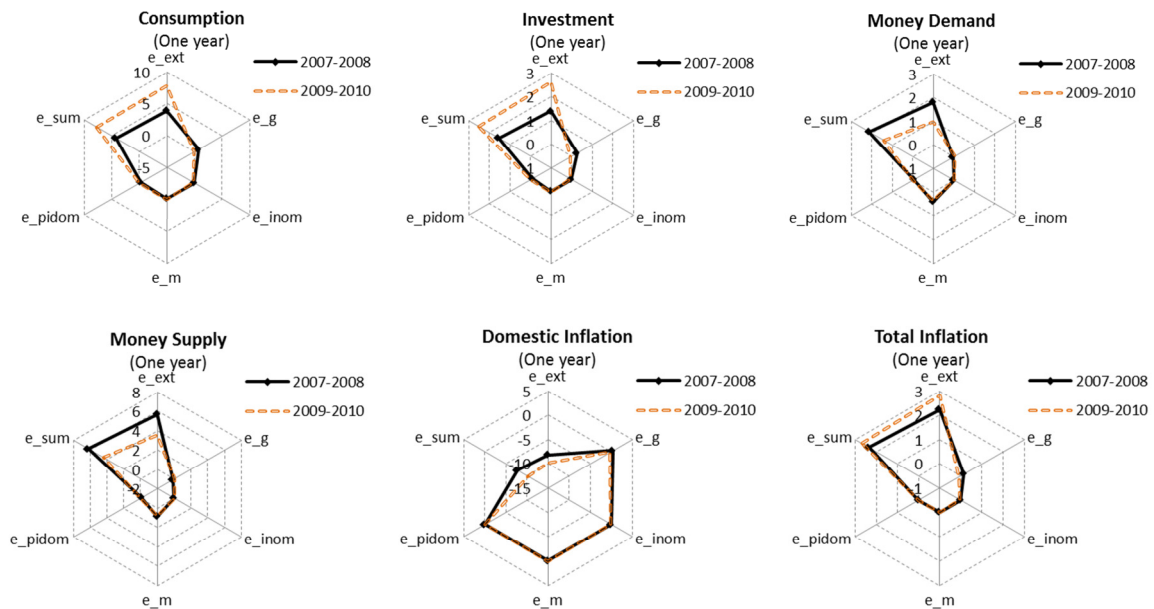 Consumption
(One year)
e_ext
2007-2008
2009-2010
10
5
0
-5
e_sum
e_g
e_pidom
e_inom
e_m
Investment
(One year)
e_ext
2007-2008
2009-2010
3
2
1
0
1
e_sum
e_g
e_pidom
e_inom
e_m
Money Demand
(One year)
e_ext
2007-2008
2009-2010
3
2
1
0
1
e_sum
e_g
e_pidom
e_inom
e_m
Money Supply
(One year)
e_ext
2007-2008
2009-2010
8
6
4
2
0
-2
e_sum
e_g
e_pidom
e_inom
e_m
Domestic Inflation
(One year)
e_ext
2007-2008
2009-2010
5
0
-5
-10
-15
e_sum
e_g
e_pidom
e_inom
e_m
Total Inflation
(One year)
e_ext
2007-2008
2009-2010
3
2
1
0
-1
e_sum
e_g
e_pidom
e_inom
e_m